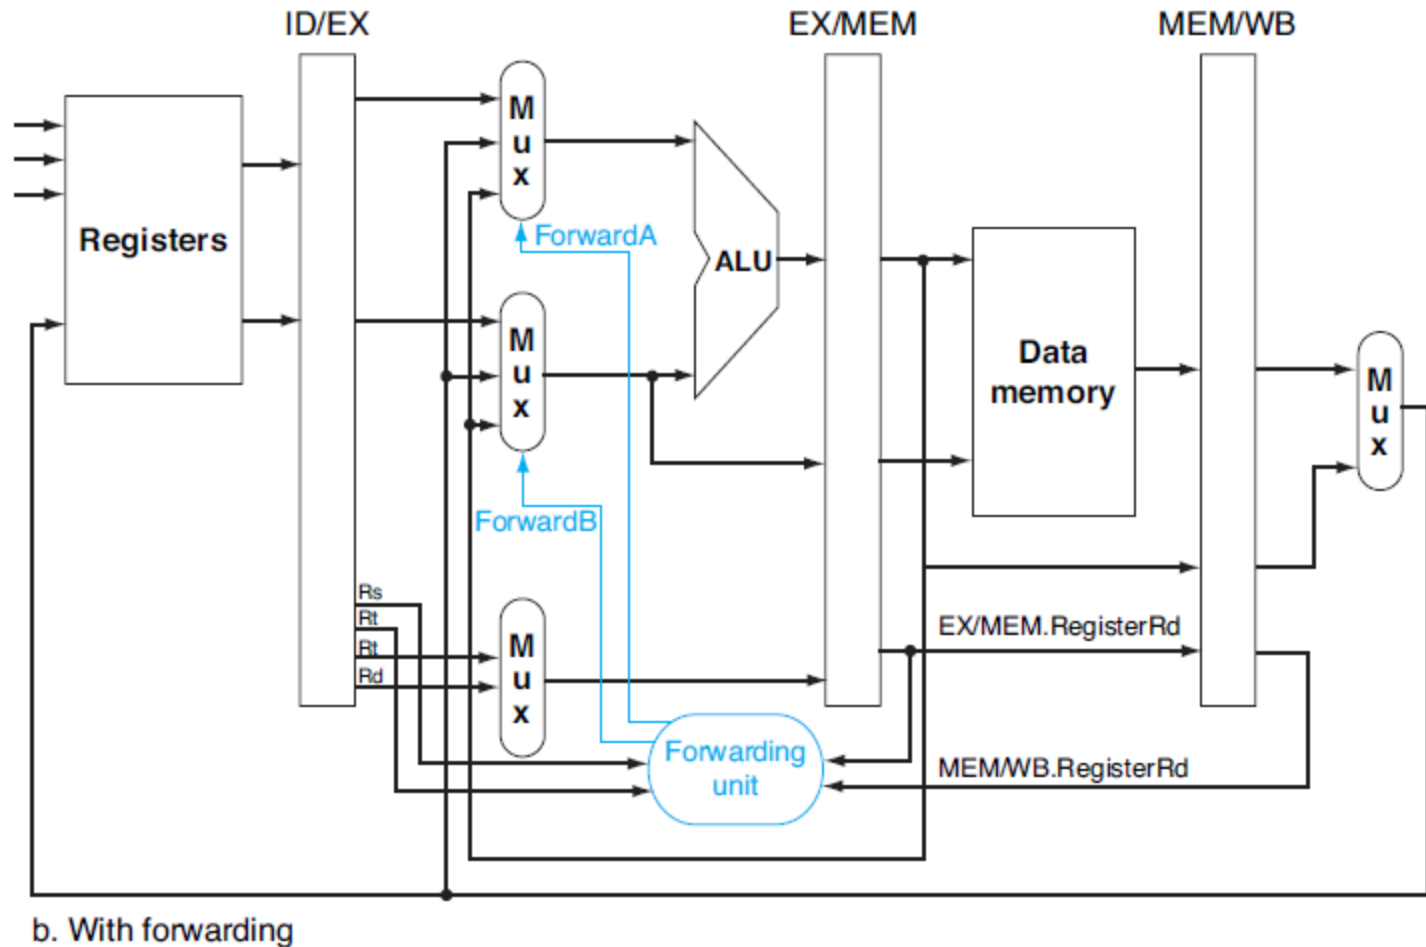 ID/EX
EX/MEM
MEM/WB
M
u
x
Registers
ForwardA
ALU
M
u
x
Data
memory
M
u
x
ForwardB
Rs
Rt
Rt
Rd
M
u
x
EX/MEM.RegisterRd
Forwarding
unit
MEM/WB.RegisterRd
b. With forwarding